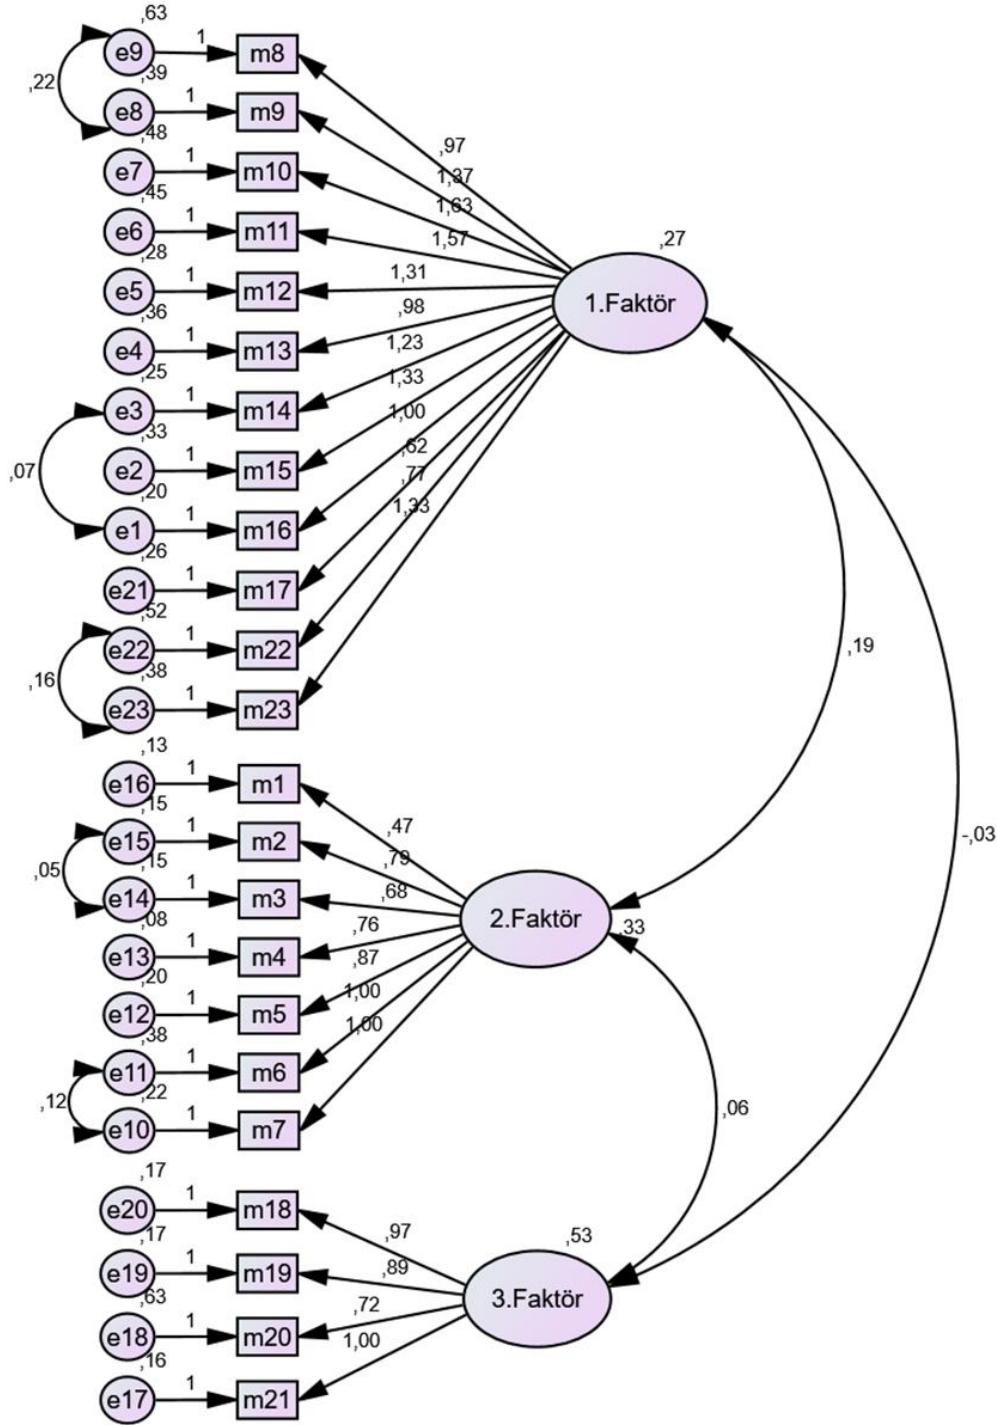 ,63
e9 1 m8
,22
,39
e8 1 m9
,48
e7 1 m10
,45
e6 1 m11
,28
e5 1 m12
,36
e4 1 m13
,25
e3 1 m14
,07
,33
e2 1 m15
,20
e1 1 m16
,26
e21 1 m17
,52
e22 1 m22
,16
,38
e23 1 m23
,97
1,37
1,63
1,57
1,31
,98
1,23
1,33
1,00
,62
,77
1,33
,27
1.Faktör
,19
-,03
,13
e16 1 m1
,15
e15 1 m2
,05
,15
e14 1 m3
,08
e13 1 m4
,20
e12 1 m5
,38
e11 1 m6
,12
,22
e10 1 m7
,47
,79
,68
,76
,87
1,00
1,00
2.Faktör
,33
,06
,17
e20 1 m18
,17
e19 1 m19
,63
e18 1 m20
,16
e17 1 m21
,97
,89
,72
1,00
,53
3.Faktör